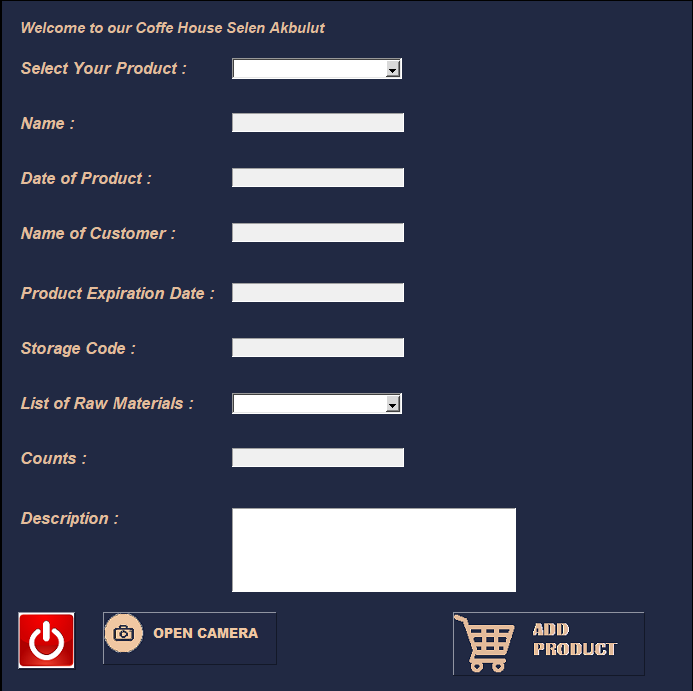 Welcome to our Coffe House Selen Akbulut
Select Your Product :
Name :
Date of Product :
Name of Customer :
Product Expiration Date :
Storage Code :
List of Raw Materials :
Counts :
Description :
OPEN CAMERA
ADD
PRODUCT